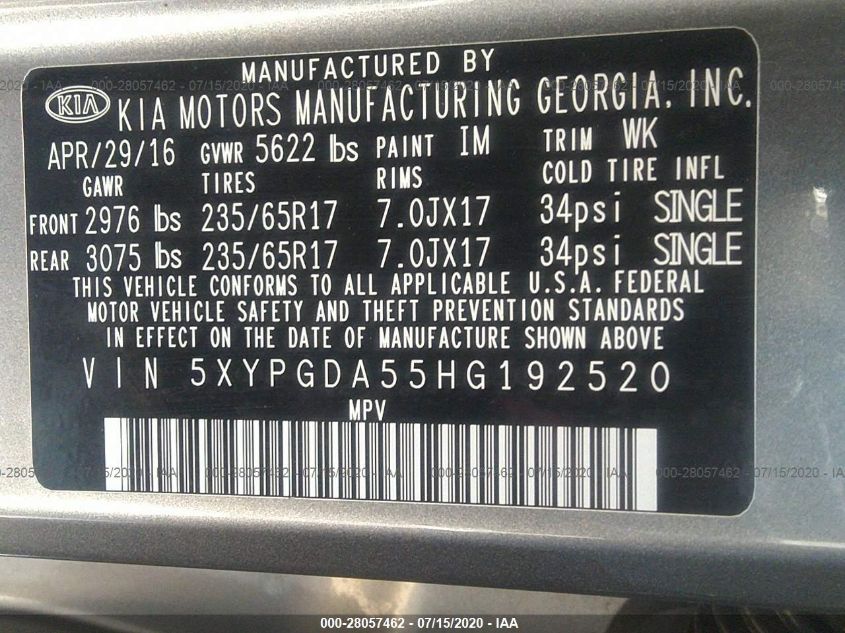 MANUFACTURED BY
KIA KIA MOTORS MANUFACTURING GEORGIA, INC.
APR/29/16 GVWR 5622 lbs PAINT IM TRIM WK
GAWR TIRES RIMS COLD TIRE INFL
FRONT 2976 lbs 235/65R17 7.0JX17 34psi SINGLE
REAR 3075 lbs 235/65R17 7.0JX17 34psi SINGLE
THIS VEHICLE CONFORMS TO ALL APPLICABLE U.S.A. FEDERAL
MOTOR VEHICLE SAFETY AND THEFT PREVENTION STANDARDS
IN EFFECT ON THE DATE OF MANUFACTURE SHOWN ABOVE
VIN 5XYPGDA55HG192520
MPV
000-28057462 - 07/15/2020 - IAA